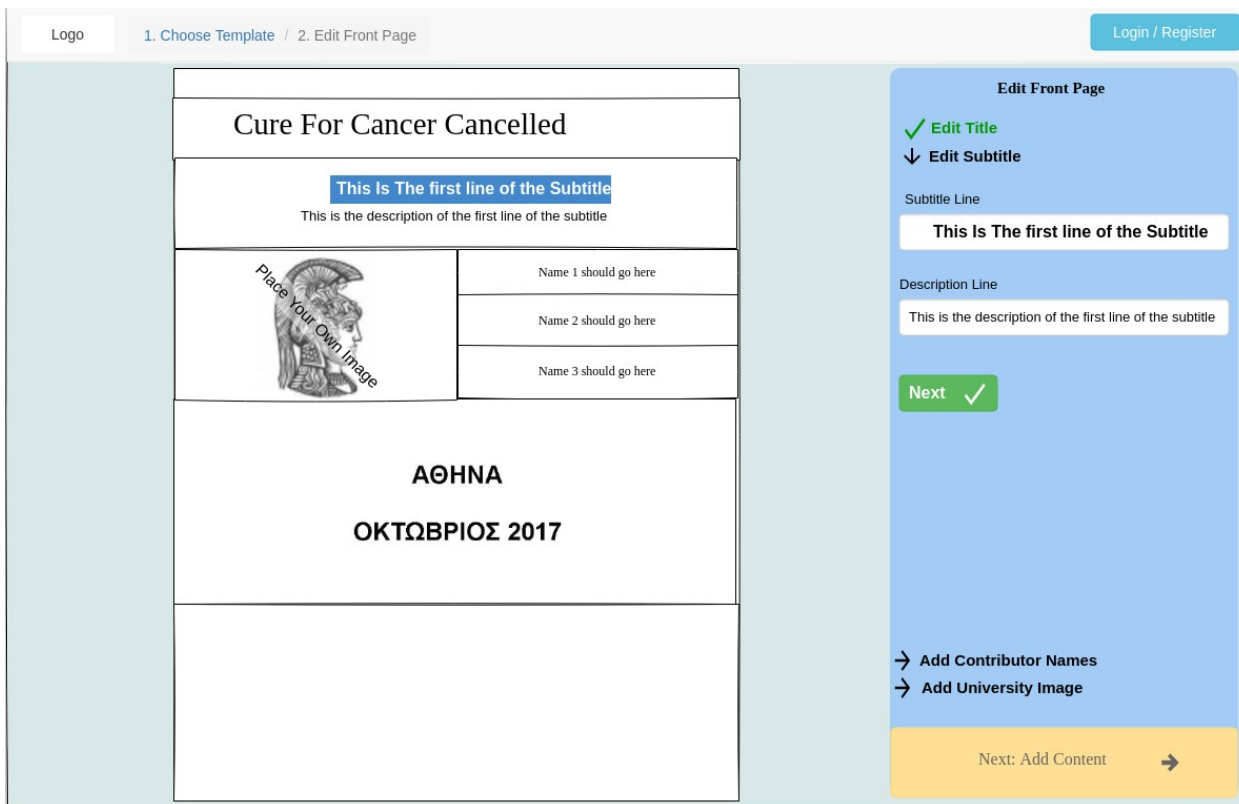 Logo
1. Choose Template / 2. Edit Front Page
Login / Register
Cure For Cancer Cancelled
This Is The first line of the Subtitle
This is the description of the first line of the subtitle
Place Your Own Image
Name 1 should go here
Name 2 should go here
Name 3 should go here
ΑΘΗΝΑ
ΟΚΤΩΒΡΙΟΣ 2017
Edit Front Page
Edit Title
Edit Subtitle
Subtitle Line
This Is The first line of the Subtitle
Description Line
This is the description of the first line of the subtitle
Next
Add Contributor Names
Add University Image
Next: Add Content